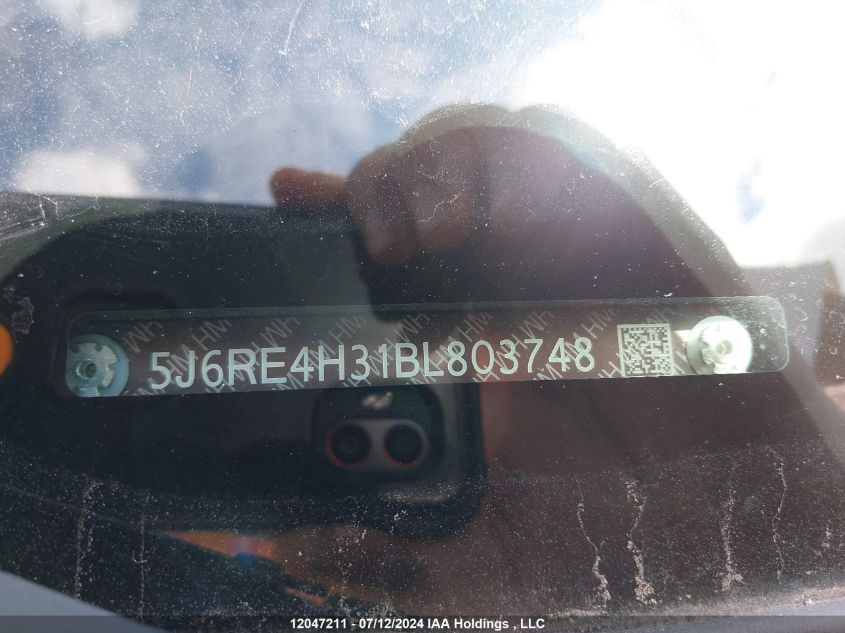 5J6RE4H31BL803748
12047211 - 07/12/2024 IAA Holdings , LLC